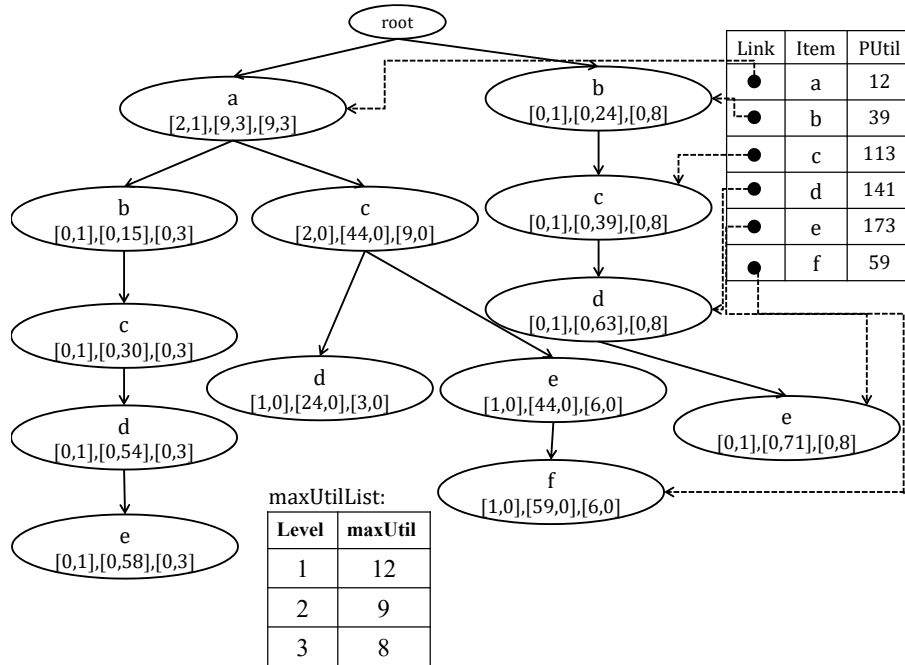 root
a
[2,1],[9,3],[9,3]
b
[0,1],[0,24],[0,8]
b
[0,1],[0,15],[0,3]
c
[2,0],[44,0],[9,0]
c
[0,1],[0,39],[0,8]
c
[0,1],[0,30],[0,3]
d
[1,0],[24,0],[3,0]
e
[1,0],[44,0],[6,0]
d
[0,1],[0,63],[0,8]
d
[0,1],[0,54],[0,3]
f
[1,0],[59,0],[6,0]
e
[0,1],[0,71],[0,8]
e
[0,1],[0,58],[0,3]
Link Item PUtil
a 12
b 39
c 113
d 141
e 173
f 59
maxUtilList:
Level maxUtil
1 12
2 9
3 8